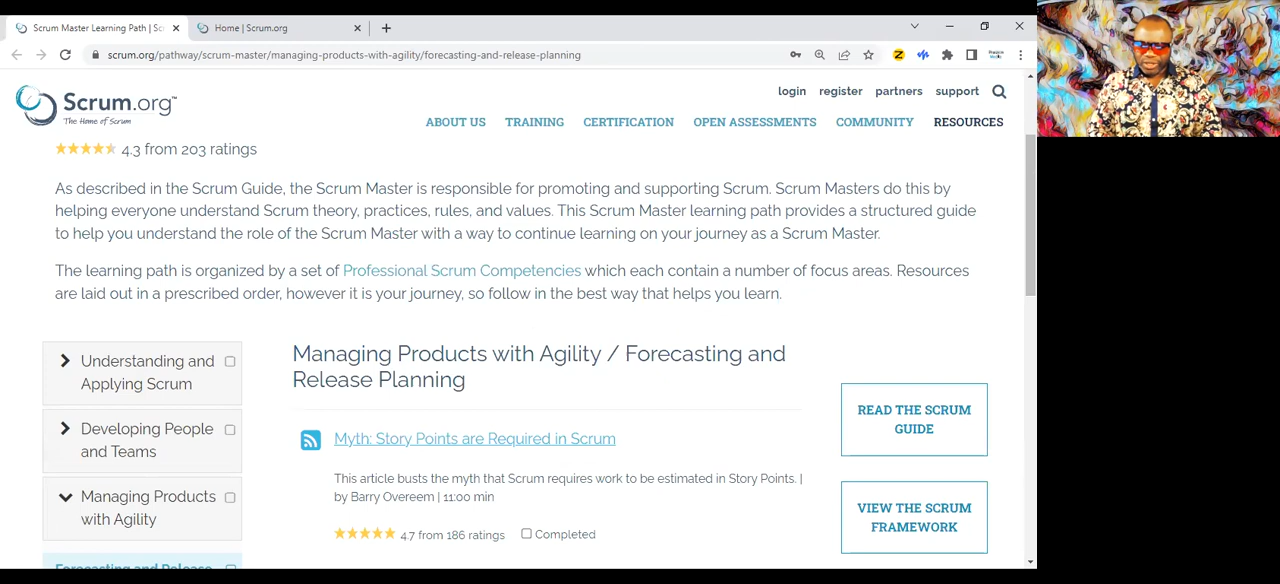 Scrum Master Learning Path | Sc
Home | Scrum.org
scrum.org/pathway/scrum-master/managing-products-with-agility/forecasting-and-release-planning
Scrum.org™
The Home of Scrum
login register partners support
ABOUT US TRAINING CERTIFICATION OPEN ASSESSMENTS COMMUNITY RESOURCES
4.3 from 203 ratings
As described in the Scrum Guide, the Scrum Master is responsible for promoting and supporting Scrum. Scrum Masters do this by
helping everyone understand Scrum theory, practices, rules, and values. This Scrum Master learning path provides a structured guide
to help you understand the role of the Scrum Master with a way to continue learning on your journey as a Scrum Master.
The learning path is organized by a set of Professional Scrum Competencies which each contain a number of focus areas. Resources
are laid out in a prescribed order, however it is your journey, so follow in the best way that helps you learn.
Understanding and
Applying Scrum
Developing People
and Teams
Managing Products
with Agility
Forecasting and Release
Managing Products with Agility / Forecasting and
Release Planning
Myth: Story Points are Required in Scrum
This article busts the myth that Scrum requires work to be estimated in Story Points. |
by Barry Overeem | 11:00 min
4.7 from 186 ratings Completed
READ THE SCRUM
GUIDE
VIEW THE SCRUM
FRAMEWORK